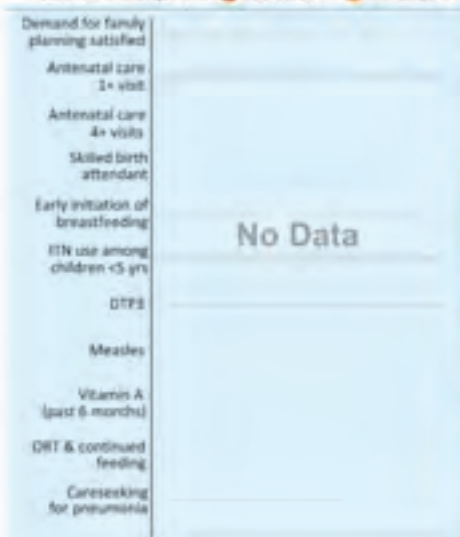 Demand for family
planning satisfied
Antenatal care
1+ visit
Antenatal care
4+ visits
Skilled birth
attendant
Early initiation of
breastfeeding
ITN use among
children <5 yrs
No Data
DTP3
Measles
Vitamin A
(past 6 months)
ORT & continued
feeding
Careseeking
for pneumonia